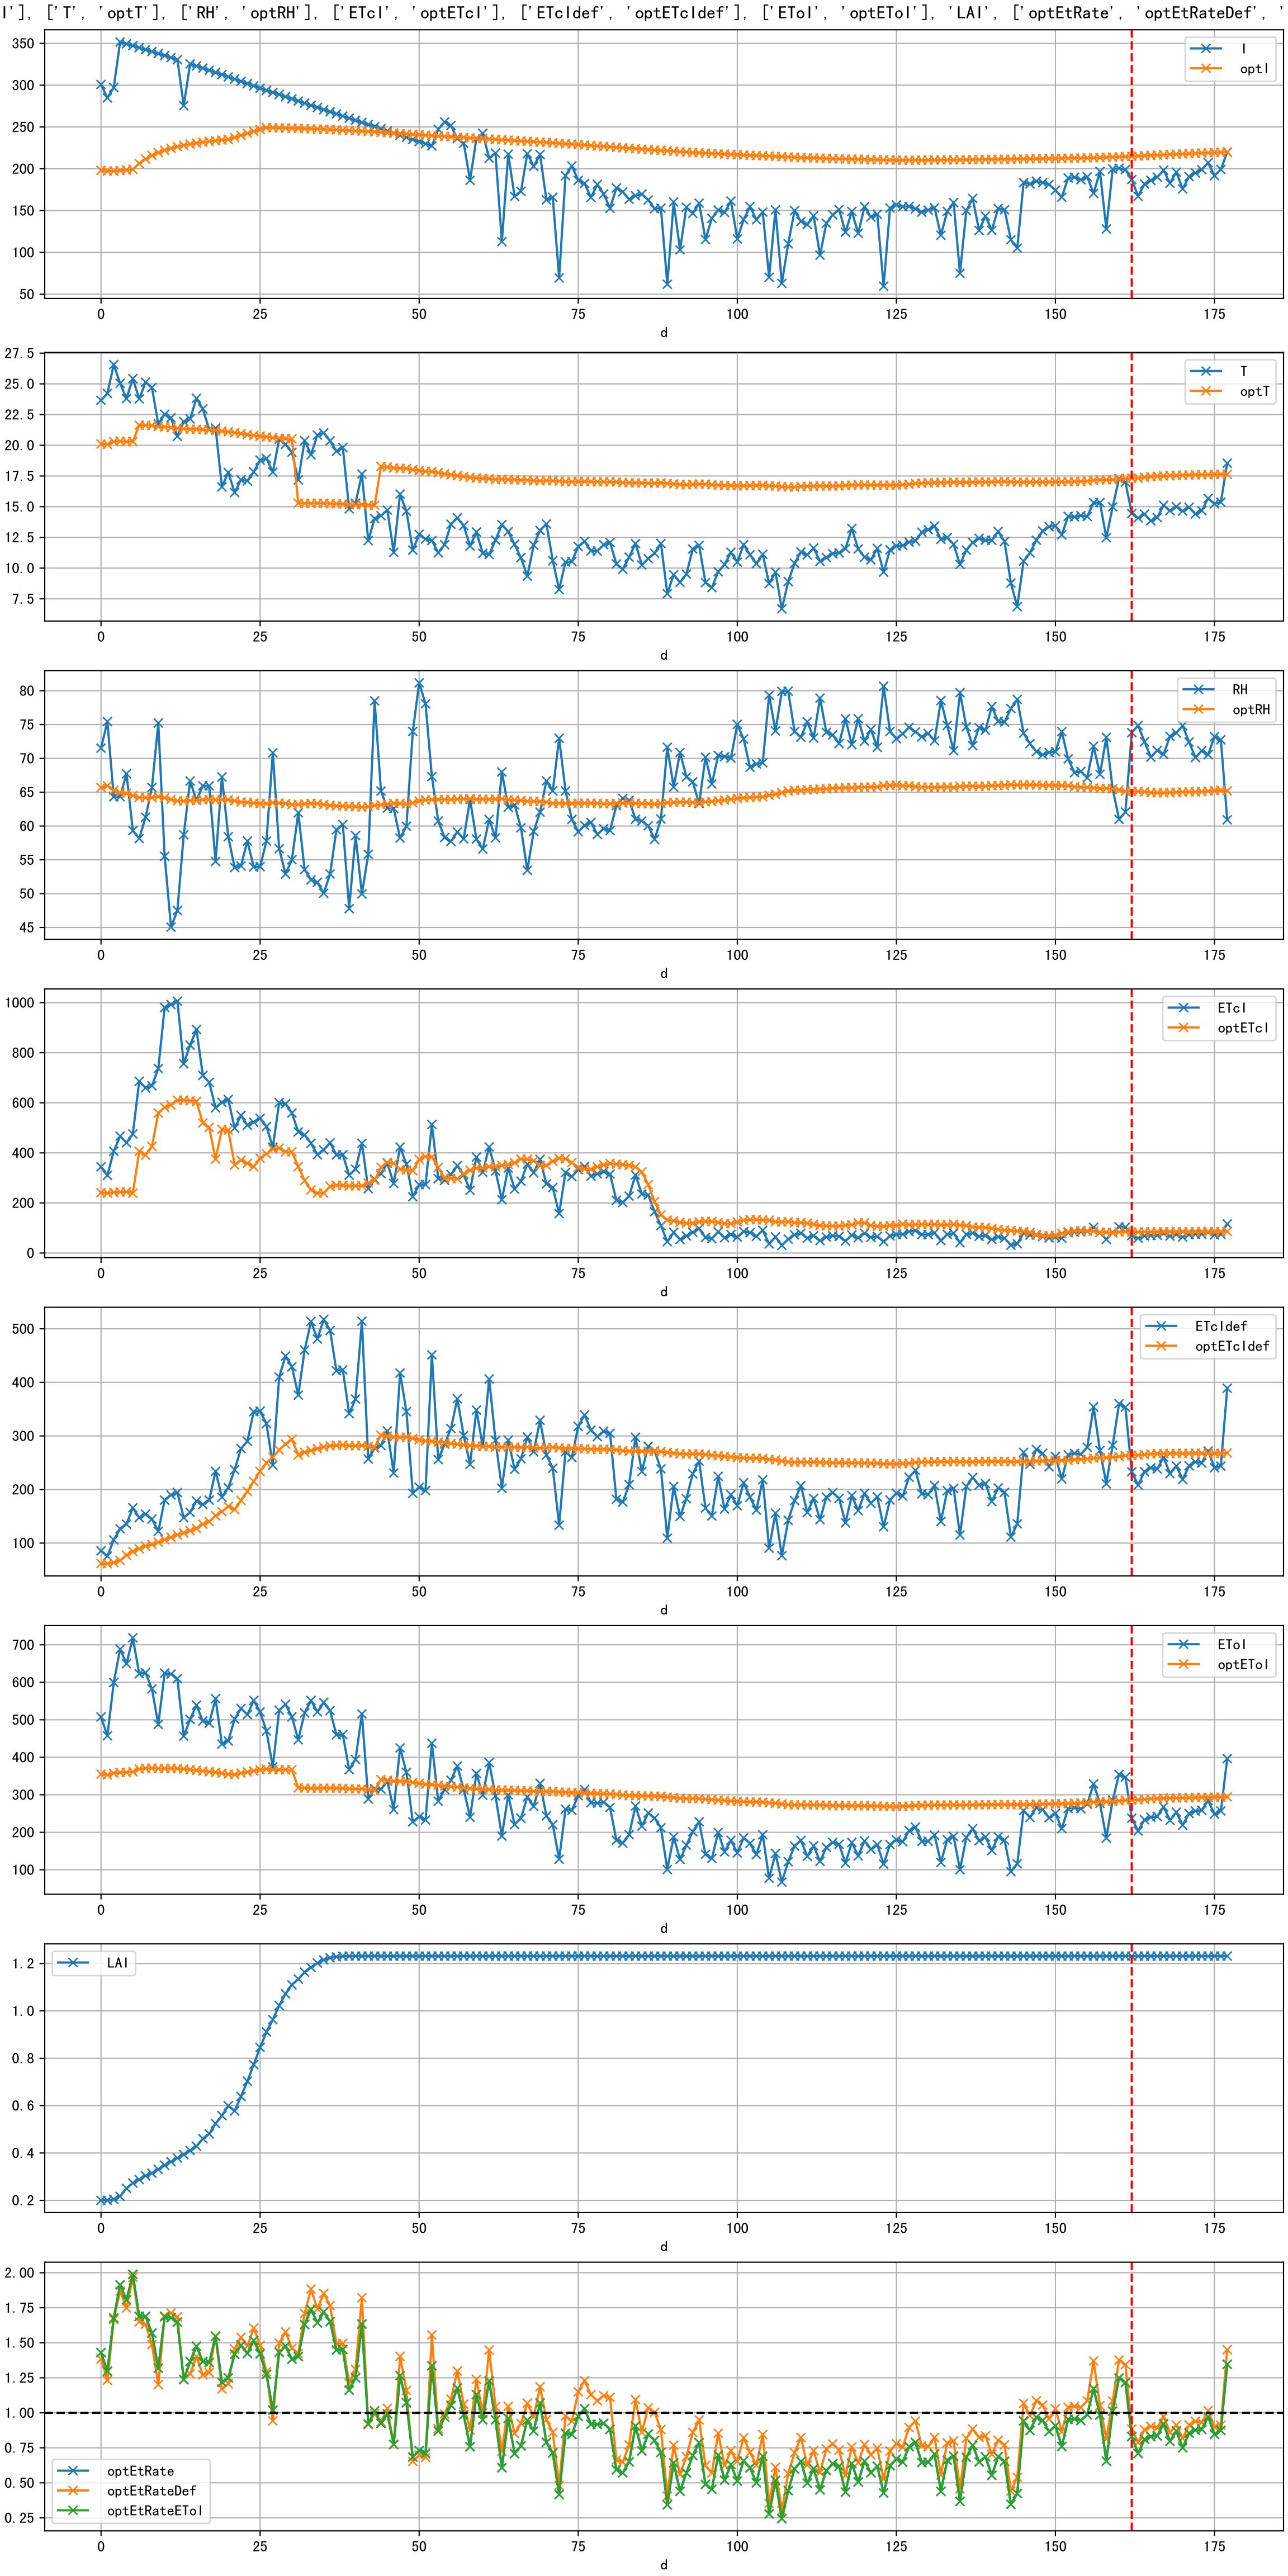 I'], ['T', 'optT'], ['RH', 'optRH'], ['ETcI', 'optETcI'], ['ETcIdef', 'optETcIdef'], ['EToI', 'optEToI'], 'LAI', ['optEtRate', 'optEtRateDef', '
350
300
250
200
150
100
50
I
optI
0 25 50 75 100 125 150 175
d
27.5
25.0
22.5
20.0
17.5
15.0
12.5
10.0
7.5
T
optT
0 25 50 75 100 125 150 175
d
80
75
70
65
60
55
50
45
RH
optRH
0 25 50 75 100 125 150 175
d
1000
800
600
400
200
0
ETcI
optETcI
0 25 50 75 100 125 150 175
d
500
400
300
200
100
ETcIdef
optETcIdef
0 25 50 75 100 125 150 175
d
700
600
500
400
300
200
100
EToI
optEToI
0 25 50 75 100 125 150 175
d
1.2
1.0
0.8
0.6
0.4
0.2
LAI
0 25 50 75 100 125 150 175
d
2.00
1.75
1.50
1.25
1.00
0.75
0.50
0.25
optEtRate
optEtRateDef
optEtRateEToI
0 25 50 75 100 125 150 175
d